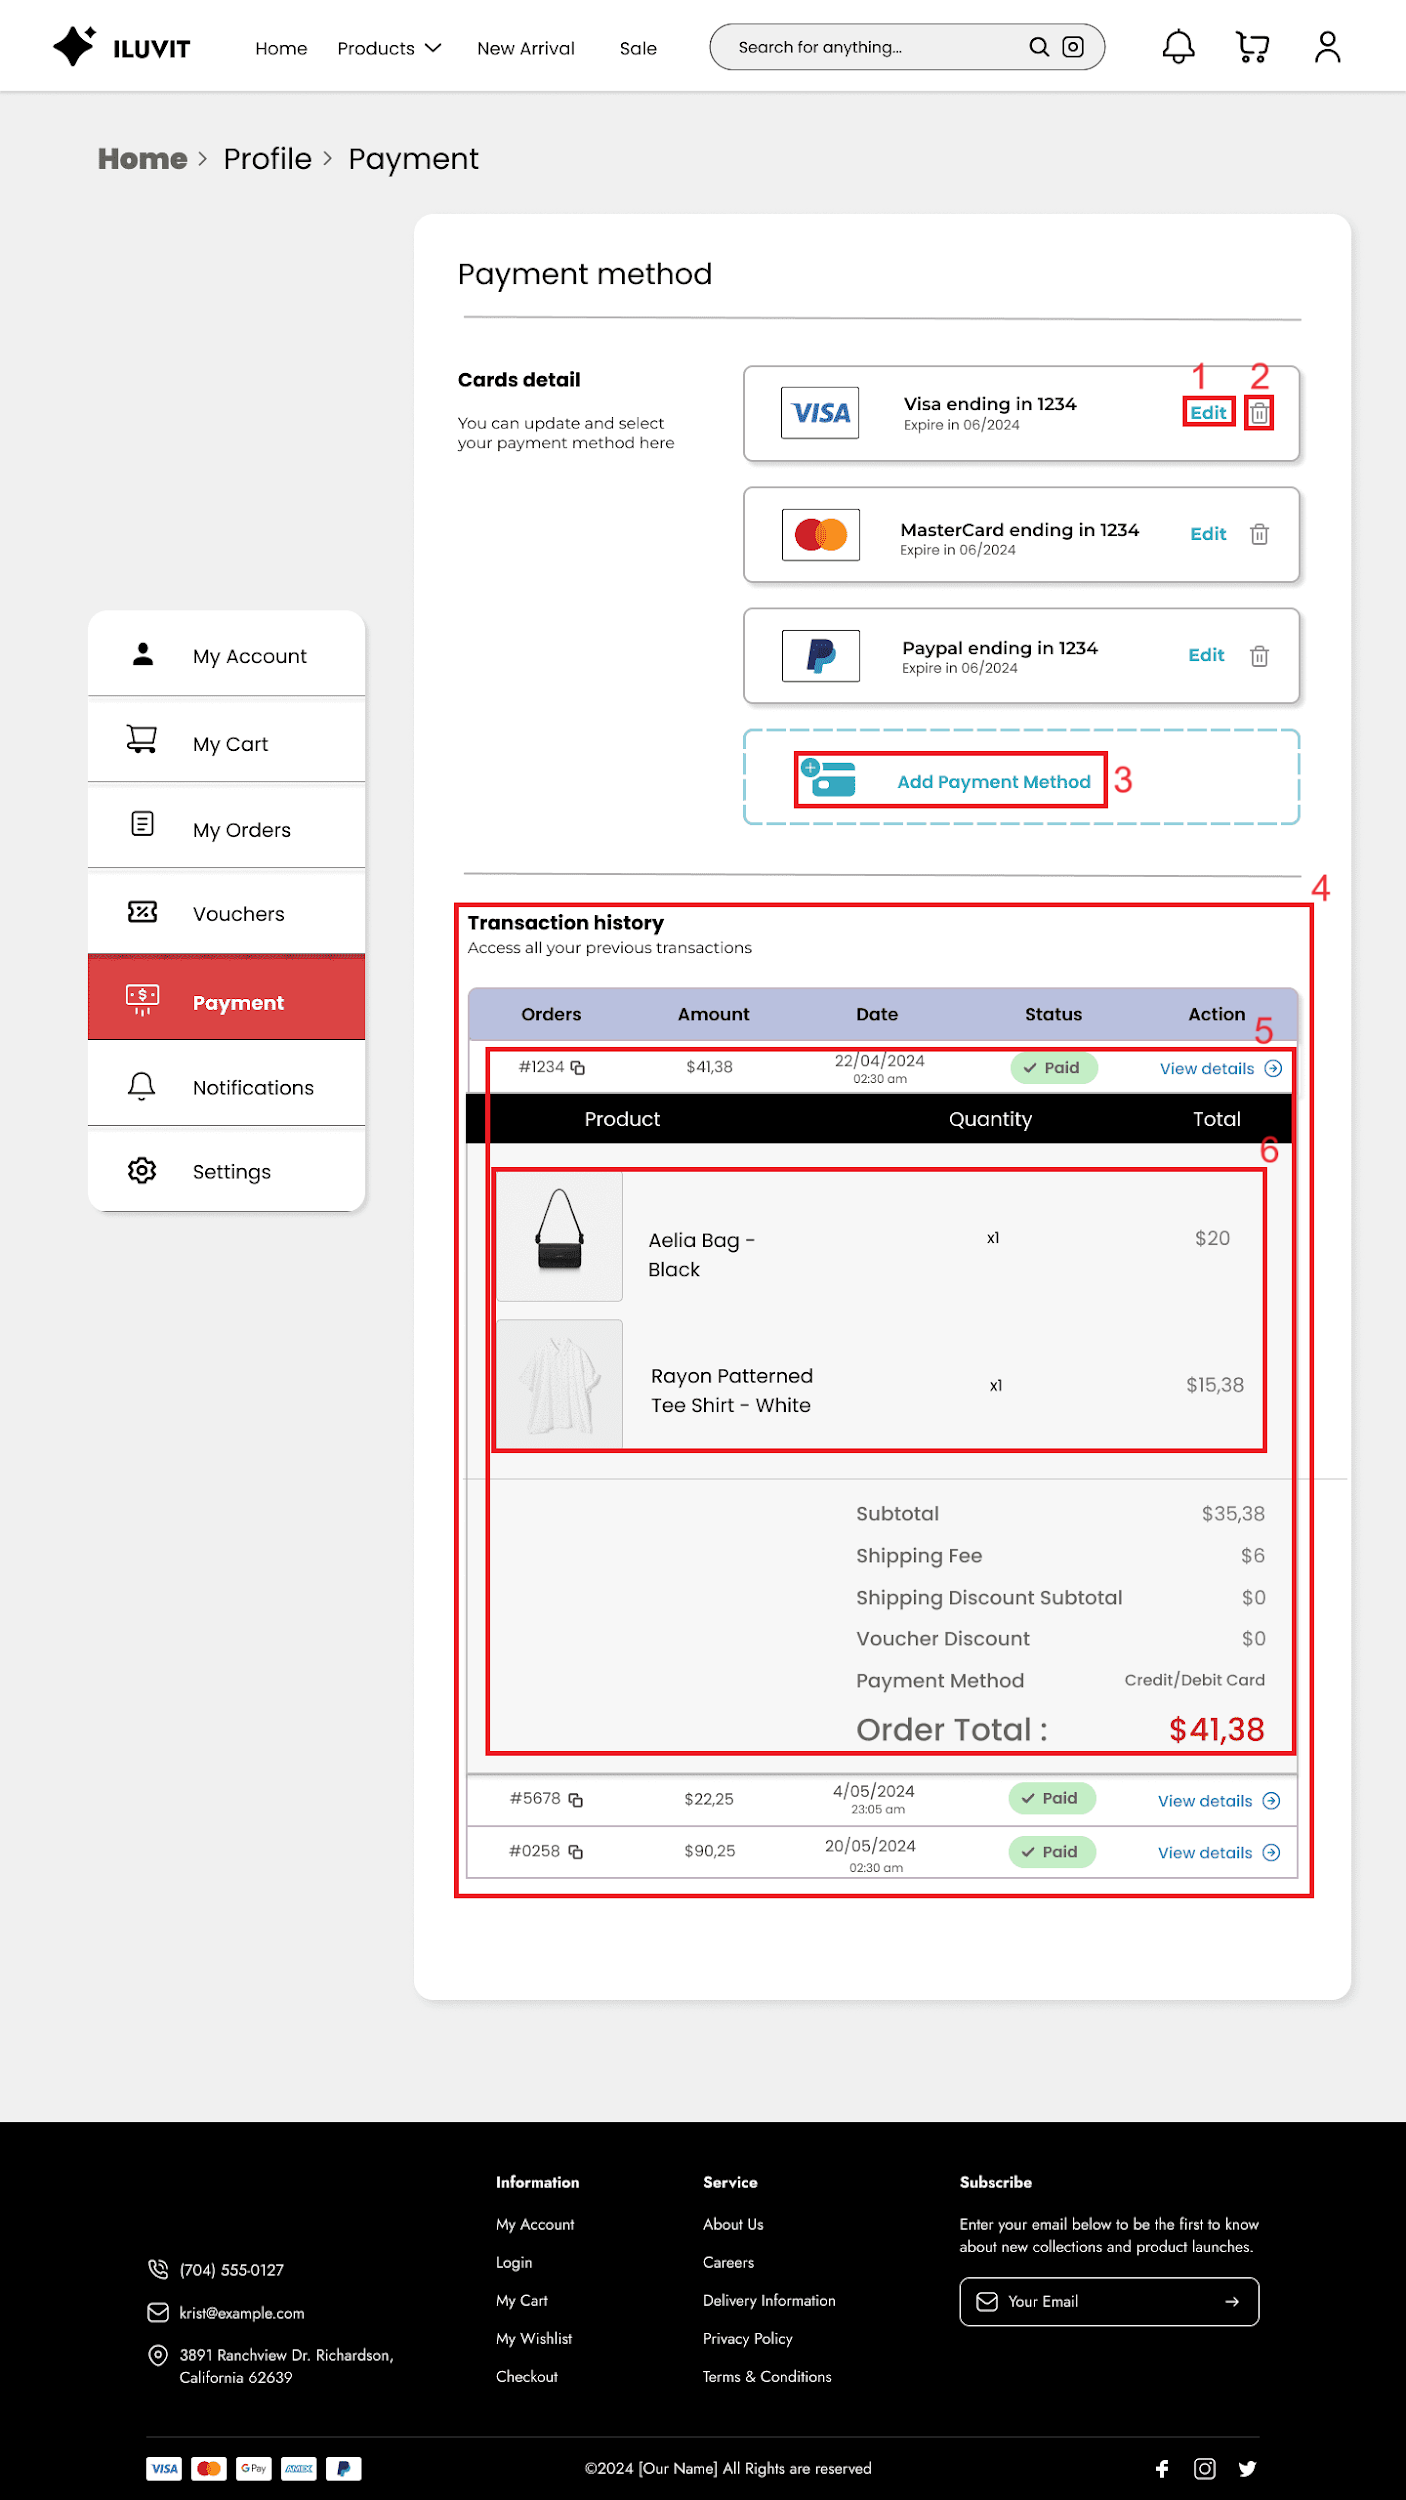 ILUVIT
Home
Products
New Arrival
Sale
Search for anything...
Home > Profile > Payment
Payment method
Cards detail
You can update and select
your payment method here
1
2
VISA
Visa ending in 1234
Expire in 06/2024
Edit
MasterCard ending in 1234
Expire in 06/2024
Edit
Paypal ending in 1234
Expire in 06/2024
Edit
Add Payment Method
3
My Account
My Cart
My Orders
Vouchers
Payment
Notifications
Settings
4
Transaction history
Access all your previous transactions
Orders
Amount
Date
Status
Action
5
#1234
$41,38
22/04/2024
02:30 am
Paid
View details
Product
Quantity
Total
6
Aelia Bag -
Black
x1
$20
Rayon Patterned
Tee Shirt - White
x1
$15,38
Subtotal
$35,38
Shipping Fee
$6
Shipping Discount Subtotal
$0
Voucher Discount
$0
Payment Method
Credit/Debit Card
Order Total :
$41,38
#5678
$22,25
4/05/2024
23:05 am
Paid
View details
#0258
$90,25
20/05/2024
02:30 am
Paid
View details
(704) 555-0127
krist@example.com
3891 Ranchview Dr. Richardson,
California 62639
Information
My Account
Login
My Cart
My Wishlist
Checkout
Service
About Us
Careers
Delivery Information
Privacy Policy
Terms & Conditions
Subscribe
Enter your email below to be the first to know
about new collections and product launches.
Your Email
VISA
G Pay
AMEX
©2024 [Our Name] All Rights are reserved